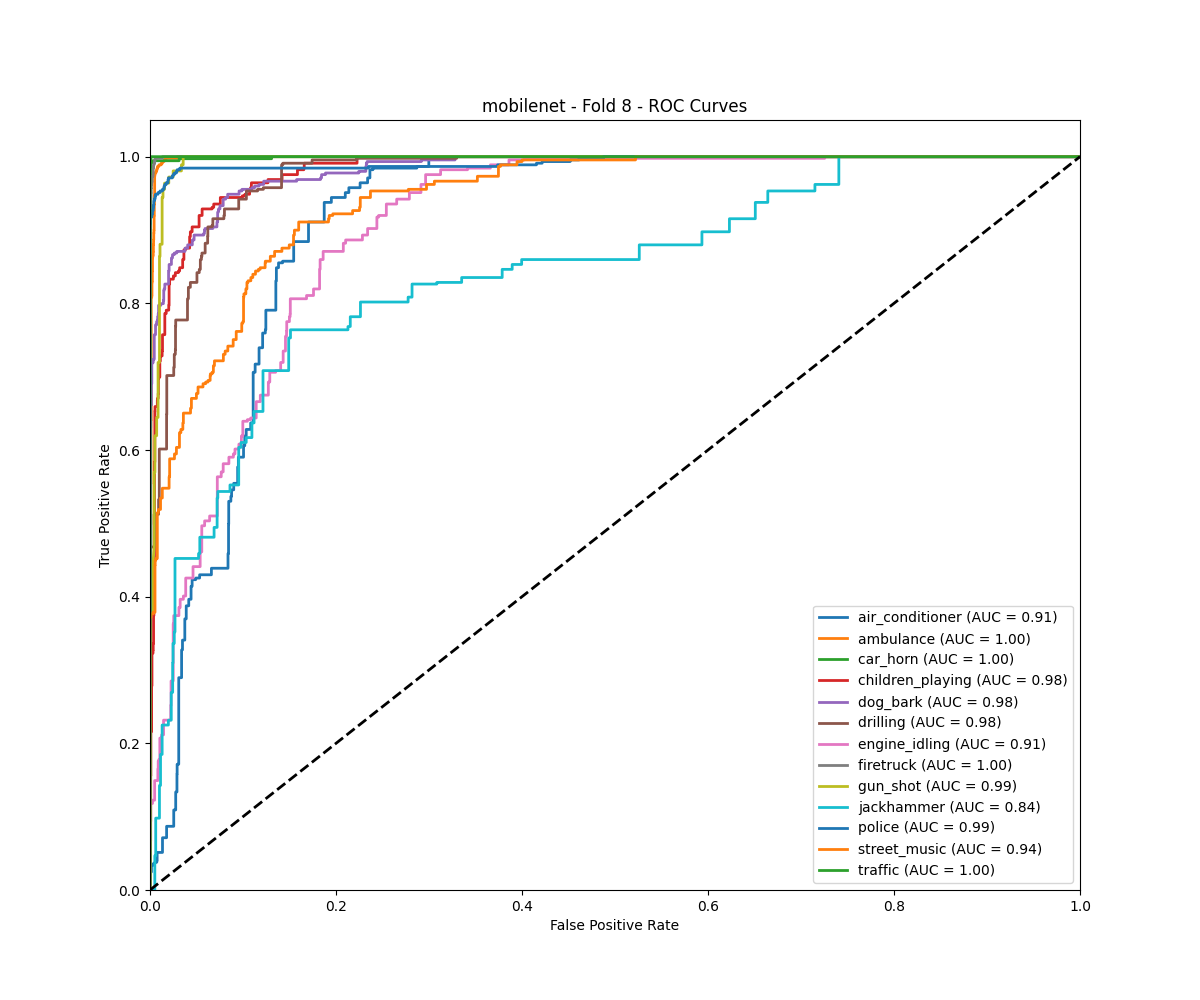 mobilenet - Fold 8 - ROC Curves
True Positive Rate
1.0
0.8
0.6
0.4
0.2
0.0
air_conditioner (AUC = 0.91)
ambulance (AUC = 1.00)
car_horn (AUC = 1.00)
children_playing (AUC = 0.98)
dog_bark (AUC = 0.98)
drilling (AUC = 0.98)
engine_idling (AUC = 0.91)
firetruck (AUC = 1.00)
gun_shot (AUC = 0.99)
jackhammer (AUC = 0.84)
police (AUC = 0.99)
street_music (AUC = 0.94)
traffic (AUC = 1.00)
0.0 0.2 0.4 0.6 0.8 1.0
False Positive Rate